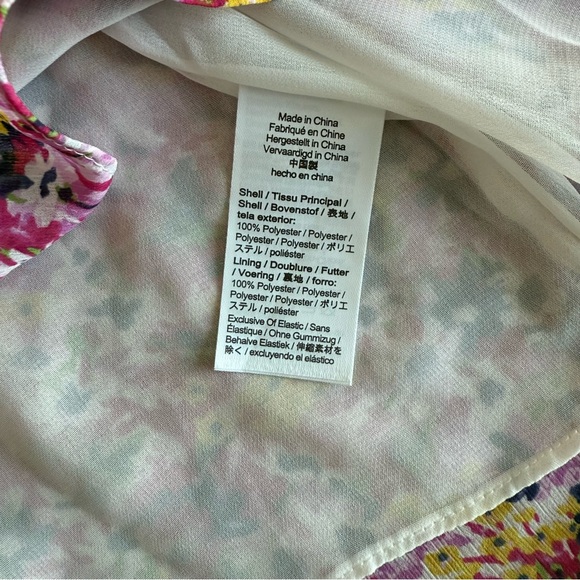 Made in China
Fabriqué en Chine
Hergestellt in China
Vervaardigd in China
中国製
hecho en china
Shell / Tissu Principal /
Shell / Bovenstof / 表地 /
tela exterior:
100% Polyester / Polyester /
Polyester / Polyester / ポリエ
ステル / poliéster
Lining / Doublure / Futter
/ Voering / 裏地 / forro:
100% Polyester / Polyester /
Polyester / Polyester / ポリエ
ステル / poliéster
Exclusive Of Elastic / Sans
Élastique / Ohne Gummizug /
Behalve Elastiek / 伸縮素材を
除く / excluyendo el elástico